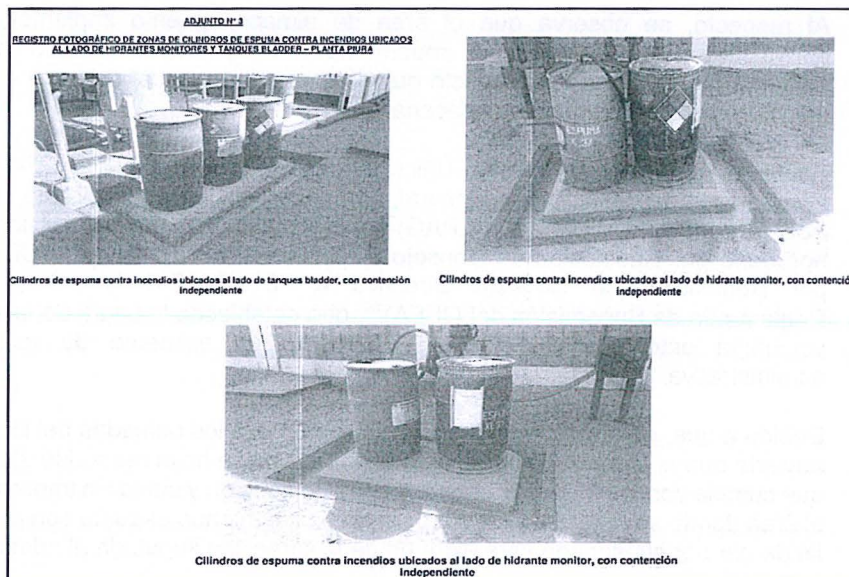 ADJUNTO N° 3
REGISTRO FOTOGRÁFICO DE ZONAS DE CILINDROS DE ESPUMA CONTRA INCENDIOS UBICADOS
AL LADO DE HIDRANTES MONITORES Y TANQUES BLADDER – PLANTA PIURA
ESPUMA
Cilindros de espuma contra incendios ubicados al lado de tanques bladder, con contención
independiente
Cilindros de espuma contra incendios ubicados al lado de hidrante monitor, con contenció
independiente
Cilindros de espuma contra incendios ubicados al lado de hidrante monitor, con contención
independiente